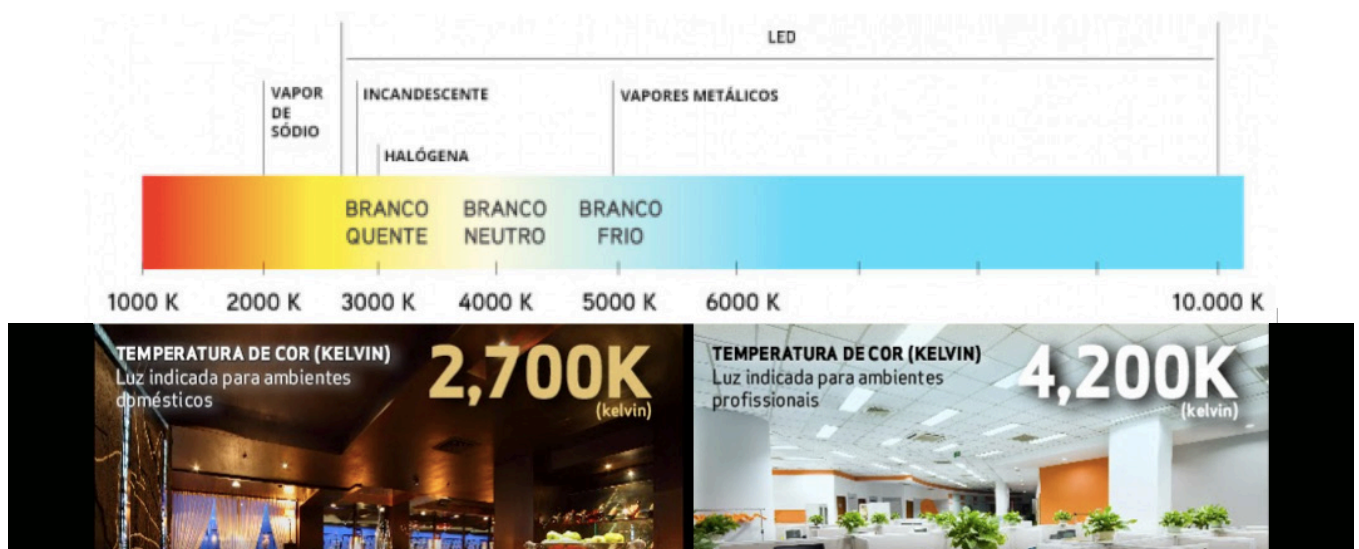 LED
VAPOR
DE
SÓDIO
INCANDESCENTE
HALÓGENA
VAPORES METÁLICOS
BRANCO
QUENTE
BRANCO
NEUTRO
BRANCO
FRIO
1000 K
2000 K
3000 K
4000 K
5000 K
6000 K
10.000 K
TEMPERATURA DE COR (KELVIN)
Luz indicada para ambientes
domésticos
2,700K
(kelvin)
TEMPERATURA DE COR (KELVIN)
Luz indicada para ambientes
profissionais
4,200K
(kelvin)